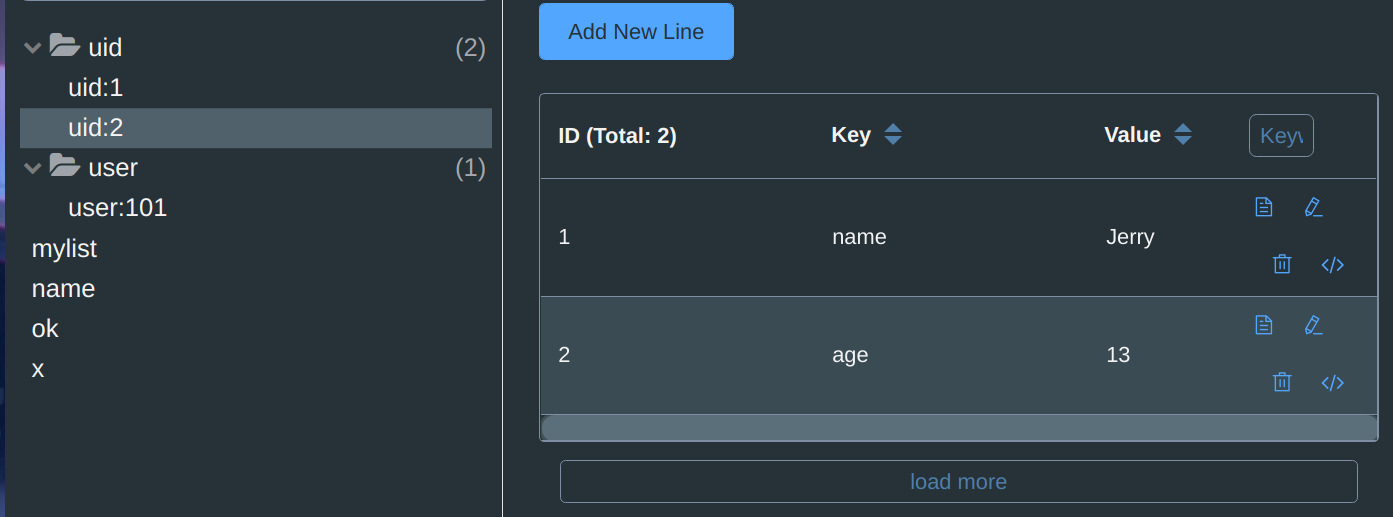 uid (2)
uid:1
uid:2
user (1)
user:101
mylist
name
ok
x
Add New Line
ID (Total: 2) Key Value Keyw
1 name Jerry
2 age 13
load more